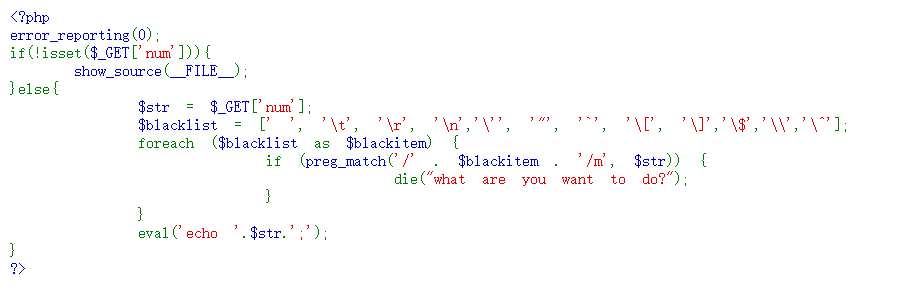 <?php
error_reporting(0);
if(!isset($_GET['num'])){
        show_source(__FILE__);
}else{
                $str = $_GET['num'];
                $blacklist = [' ', '\t', '\r', '\n','\'', '"', '`', '\[', '\]','\$','\\','\^'];
                foreach ($blacklist as $blackitem) {
                                if (preg_match('/' . $blackitem . '/m', $str)) {
                                                die("what are you want to do?");
                                }
                }
                eval('echo '.$str.';');
}
?>